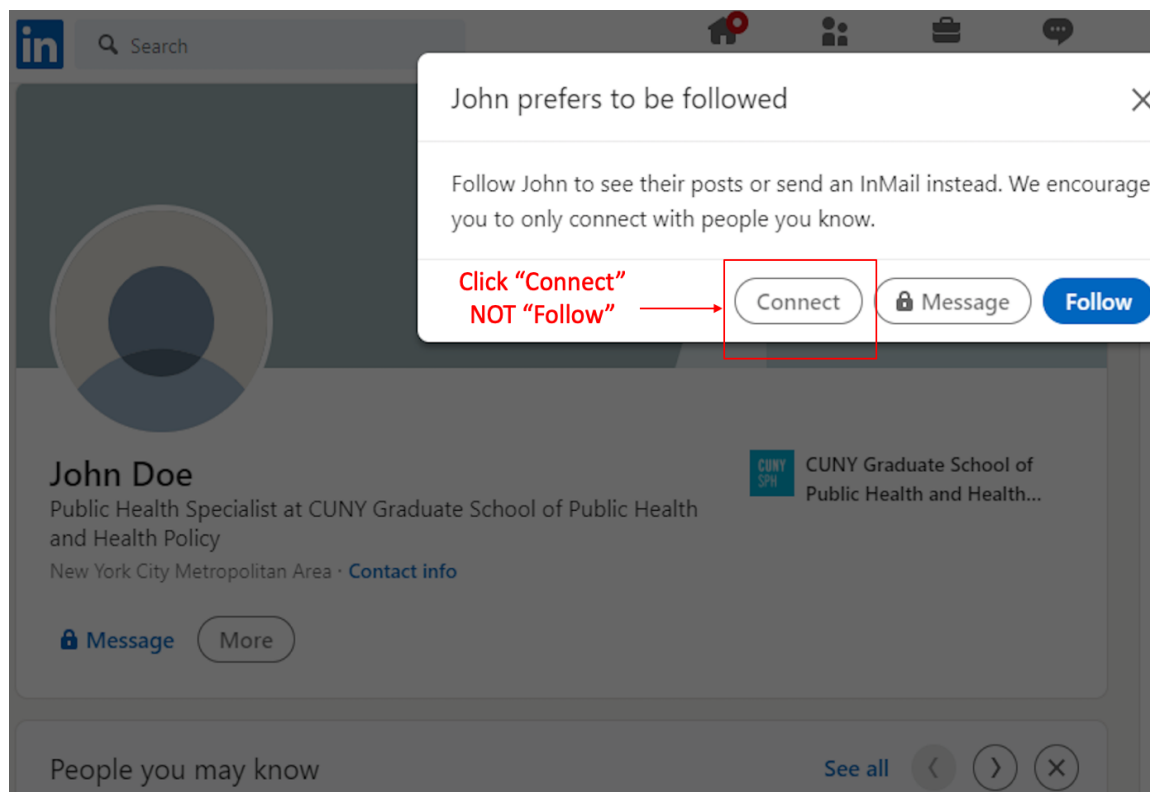 in Search
John prefers to be followed
Follow John to see their posts or send an InMail instead. We encourage
you to only connect with people you know.
Click “Connect”
NOT “Follow”
Connect Message Follow
John Doe
Public Health Specialist at CUNY Graduate School of Public Health
and Health Policy
New York City Metropolitan Area · Contact info
CUNY
SPH
CUNY Graduate School of
Public Health and Health...
Message More
People you may know See all